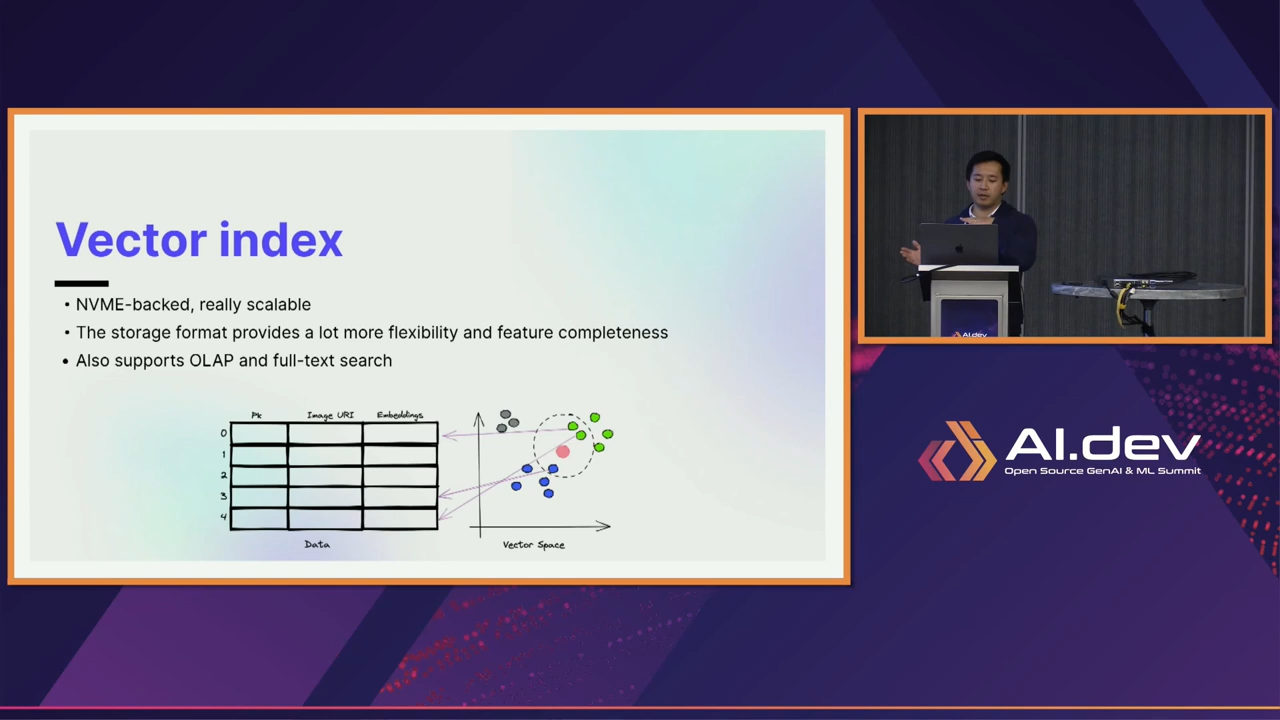 Vector index
• NVME-backed, really scalable
• The storage format provides a lot more flexibility and feature completeness
• Also supports OLAP and full-text search
Pk Image URI Embeddings
0
1
2
3
4
Data
Vector Space
AI.dev
AI.dev
Open Source GenAI & ML Summit